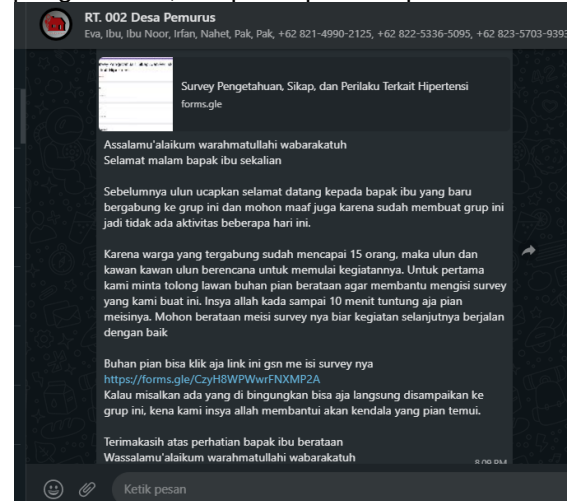 RT. 002 Desa Pemurus
Eva, Ibu, Ibu Noor, Irfan, Nahet, Pak, Pak, +62 821-4990-2125, +62 822-5336-5095, +62 823-5703-9393
Survey Pengetahuan, Sikap, dan Perilaku Terkait Hipertensi
forms.gle
Assalamu'alaikum warahmatullahi wabarakatuh
Selamat malam bapak ibu sekalian
Sebelumnya ulun ucapkan selamat datang kepada bapak ibu yang baru
bergabung ke grup ini dan mohon maaf juga karena sudah membuat grup ini
jadi tidak ada aktivitas beberapa hari ini.
Karena warga yang tergabung sudah mencapai 15 orang, maka ulun dan
kawan kawan ulun berencana untuk memulai kegiatannya. Untuk pertama
kami minta tolong lawan buhan pian berataan agar membantu mengisi survey
yang kami buat ini. Insya allah kada sampai 10 menit tuntung aja pian
meisinya. Mohon berataan meisi survey nya biar kegiatan selanjutnya berjalan
dengan baik
Buhan pian bisa klik aja link ini gsn me isi survey nya
https://forms.gle/CzyH8WPWwrFNXMP2A
Kalau misalkan ada yang di bingungkan bisa aja langsung disampaikan ke
grup ini, kena kami insya allah membantui akan kendala yang pian temui.
Terimakasih atas perhatian bapak ibu berataan
Wassalamu'alaikum warahmatullahi wabarakatuh
8:09 PM
Ketik pesan